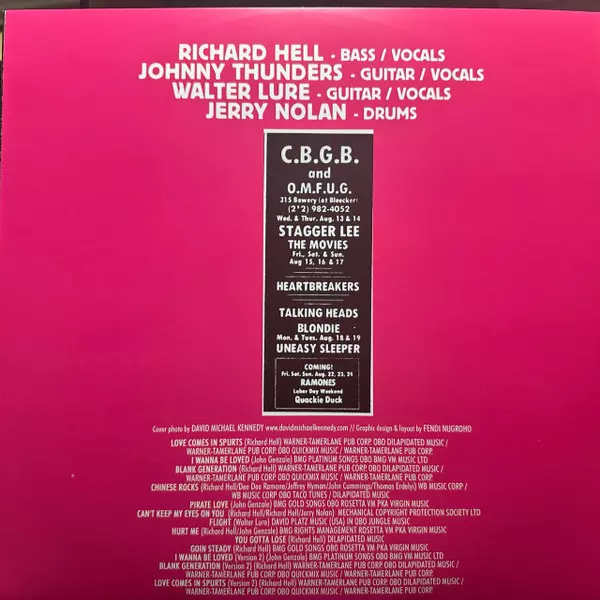 RICHARD HELL - BASS / VOCALS
JOHNNY THUNDERS - GUITAR / VOCALS
WALTER LURE - GUITAR / VOCALS
JERRY NOLAN - DRUMS
C.B.G.B.
and
O.M.F.U.G.
315 Bowery (at Bleecker)
(212) 982-4052
Wed. & Thur. Aug. 13 & 14
STAGGER LEE
THE MOVIES
Fri., Sat. & Sun.
Aug 15, 16 & 17
HEARTBREAKERS
TALKING HEADS
BLONDIE
Mon. & Tues. Aug. 18 & 19
UNEASY SLEEPER
COMING!
Fri. Sat. Sun. Aug. 22, 23, 24
RAMONES
Labor Day Weekend
Quackie Duck
Cover photo by DAVID MICHAEL KENNEDY www.davidmichaelkennedy.com // Graphic design & layout by FENDI NUGROHO
LOVE COMES IN SPURTS (Richard Hell) WARNER-TAMERLANE PUB CORP. OBO DILAPIDATED MUSIC /
WARNER-TAMERLANE PUB CORP. OBO QUICKMIX MUSIC / WARNER-TAMERLANE PUB CORP.
I WANNA BE LOVED (John Genzale) BMG PLATINUM SONGS OBO BMG VM MUSIC LTD
BLANK GENERATION (Richard Hell) WARNER-TAMERLANE PUB CORP. OBO DILAPIDATED MUSIC /
WARNER-TAMERLANE PUB CORP. OBO QUICKMIX MUSIC / WARNER-TAMERLANE PUB CORP.
CHINESE ROCKS (Richard Hell/Dee Dee Ramone/Jeffrey Hyman/John Cummings/Thomas Erdelyi) WB MUSIC CORP /
WB MUSIC CORP OBO TACO TUNES / DILAPIDATED MUSIC
PIRATE LOVE (John Genzale) BMG GOLD SONGS OBO ROSETTA VM PKA VIRGIN MUSIC
CAN'T KEEP MY EYES ON YOU (Richard Hell/Richard Hell/Jerry Nolan) MECHANICAL COPYRIGHT PROTECTION SOCIETY LTD
FLIGHT (Walter Lure) DAVID PLATZ MUSIC (USA) IN OBO JUNGLE MUSIC
HURT ME (Richard Hell/John Genzale) BMG RIGHTS MANAGEMENT ROSETTA VM PKA VIRGIN MUSIC
YOU GOTTA LOSE (Richard Hell) DILAPIDATED MUSIC
GOIN STEADY (Richard Hell) BMG GOLD SONGS OBO ROSETTA VM PKA VIRGIN MUSIC
I WANNA BE LOVED (Version 2) (John Genzale) BMG PLATINUM SONGS OBO BMG VM MUSIC LTD
BLANK GENERATION (Version 2) (Richard Hell) WARNER-TAMERLANE PUB CORP. OBO DILAPIDATED MUSIC /
WARNER-TAMERLANE PUB CORP. OBO QUICKMIX MUSIC / WARNER-TAMERLANE PUB CORP.
LOVE COMES IN SPURTS (Version 2) (Richard Hell) WARNER-TAMERLANE PUB CORP. OBO DILAPIDATED MUSIC /
WARNER-TAMERLANE PUB CORP. OBO QUICKMIX MUSIC / WARNER-TAMERLANE PUB CORP.